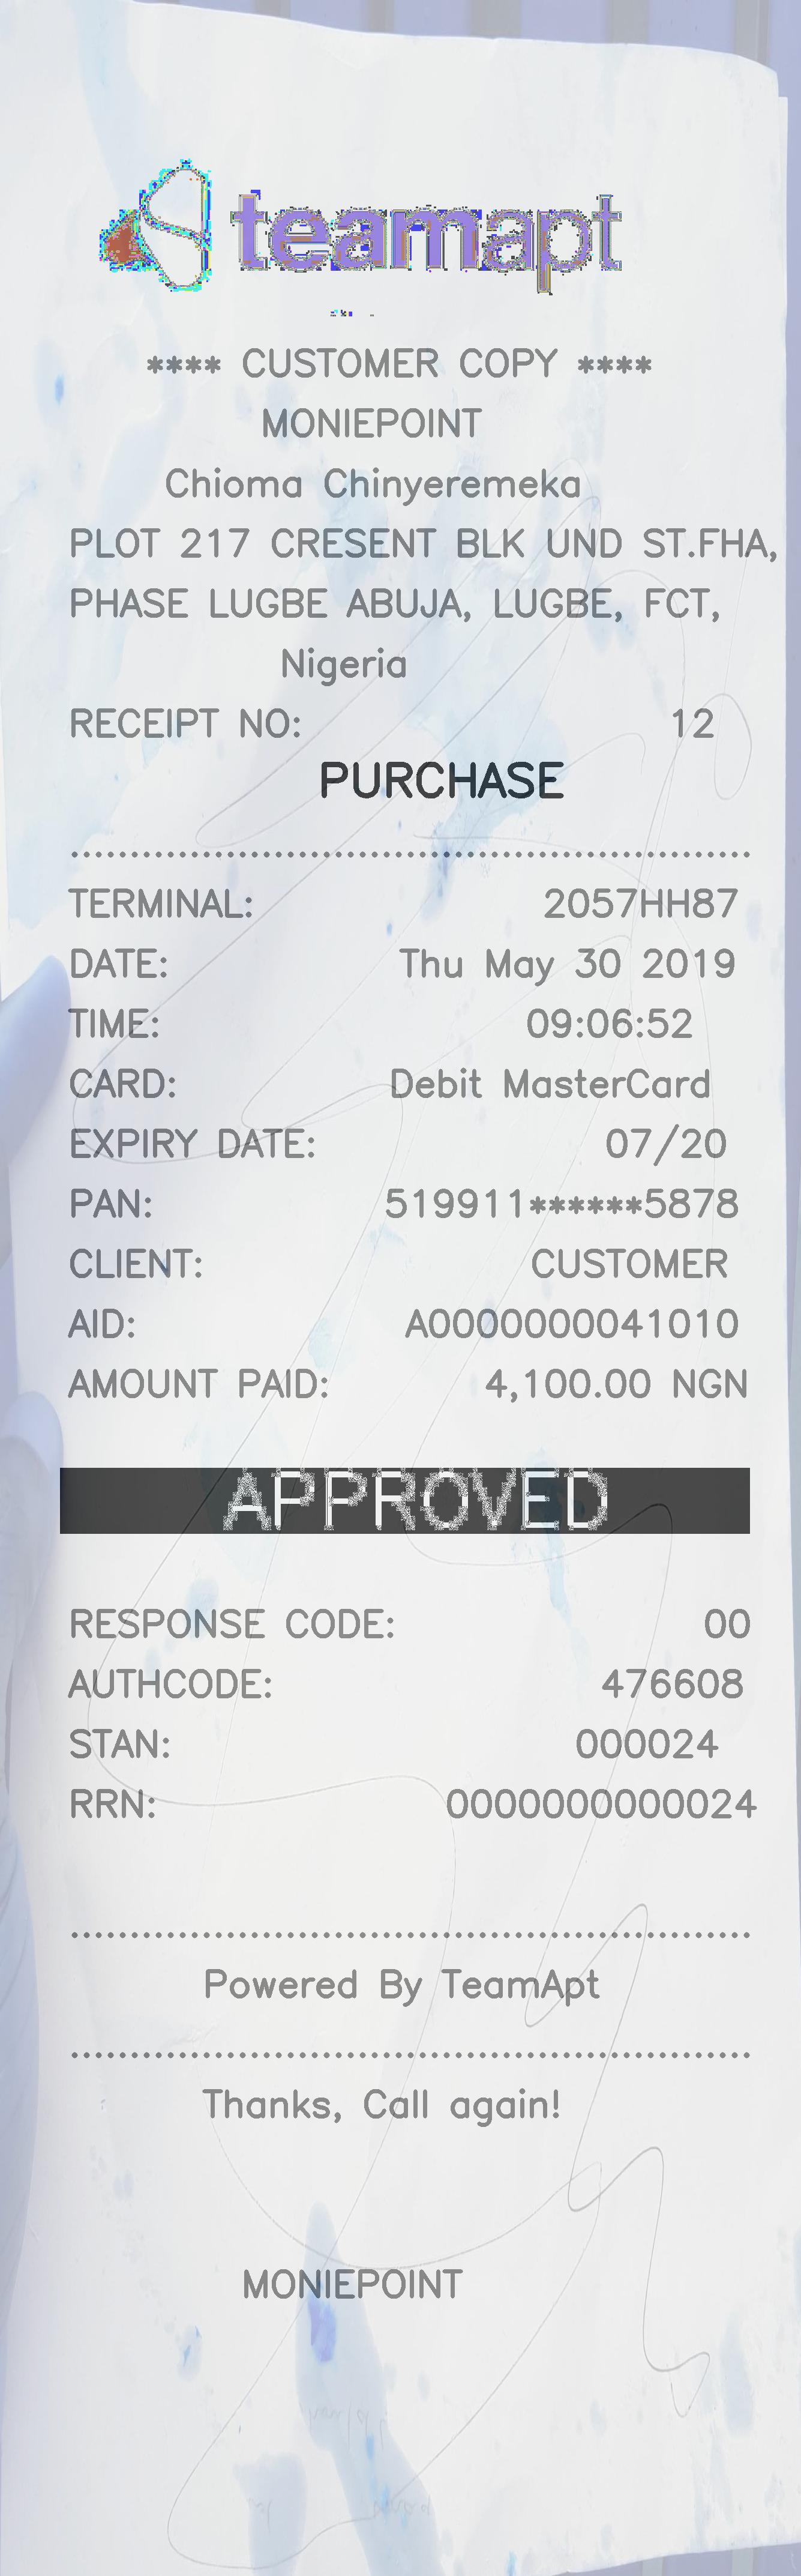 teamapt
**** CUSTOMER COPY ****
MONIEPOINT
Chioma Chinyeremeka
PLOT 217 CRESENT BLK UND ST.FHA,
PHASE LUGBE ABUJA, LUGBE, FCT,
Nigeria
RECEIPT NO: 12
PURCHASE
TERMINAL: 2057HH87
DATE: Thu May 30 2019
TIME: 09:06:52
CARD: Debit MasterCard
EXPIRY DATE: 07/20
PAN: 519911******5878
CLIENT: CUSTOMER
AID: A0000000041010
AMOUNT PAID: 4,100.00 NGN
APPROVED
RESPONSE CODE: 00
AUTHCODE: 476608
STAN: 000024
RRN: 0000000000024
Powered By TeamApt
Thanks, Call again!
MONIEPOINT